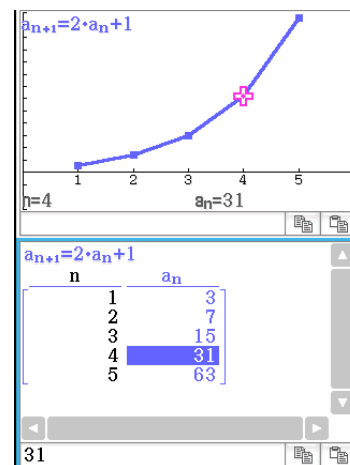 aₙ₊₁=2·aₙ+1
1 2 3 4 5
n=4 aₙ=31
aₙ₊₁=2·aₙ+1
n aₙ
1 3
2 7
3 15
4 31
5 63
31